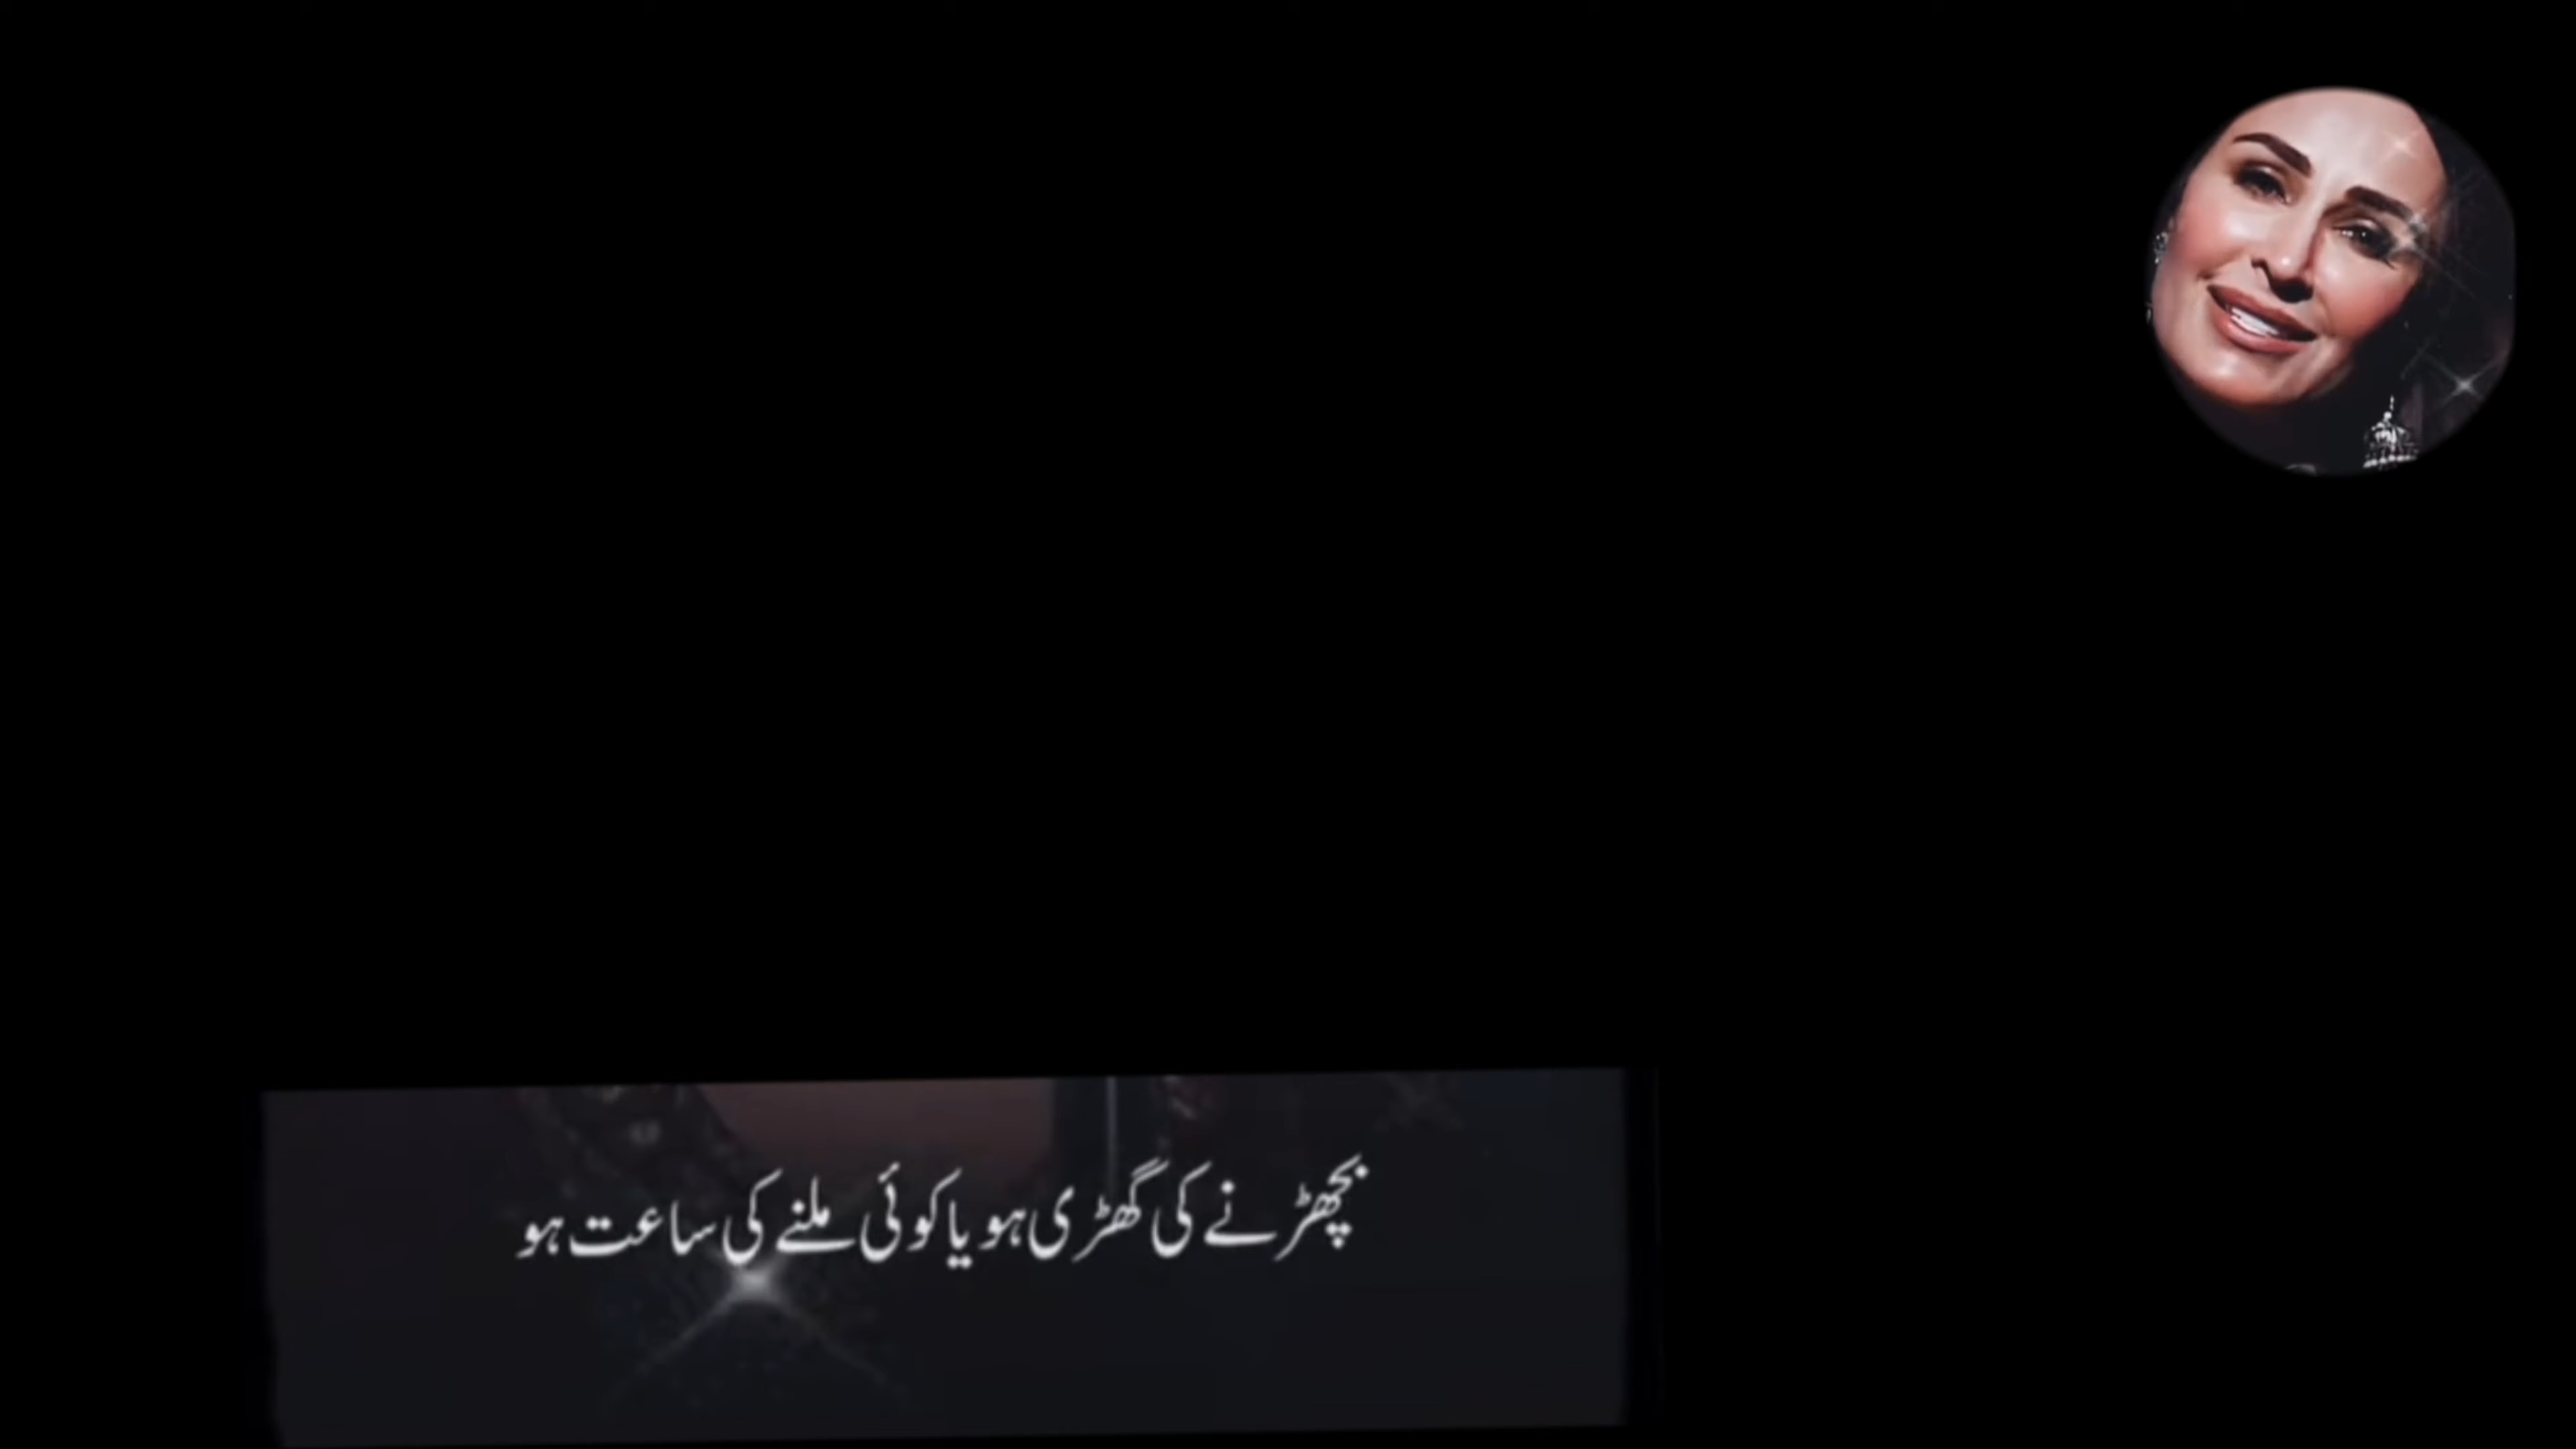 بچھڑنے کی گھڑی ہو یا کوئی ملنے کی ساعت ہو